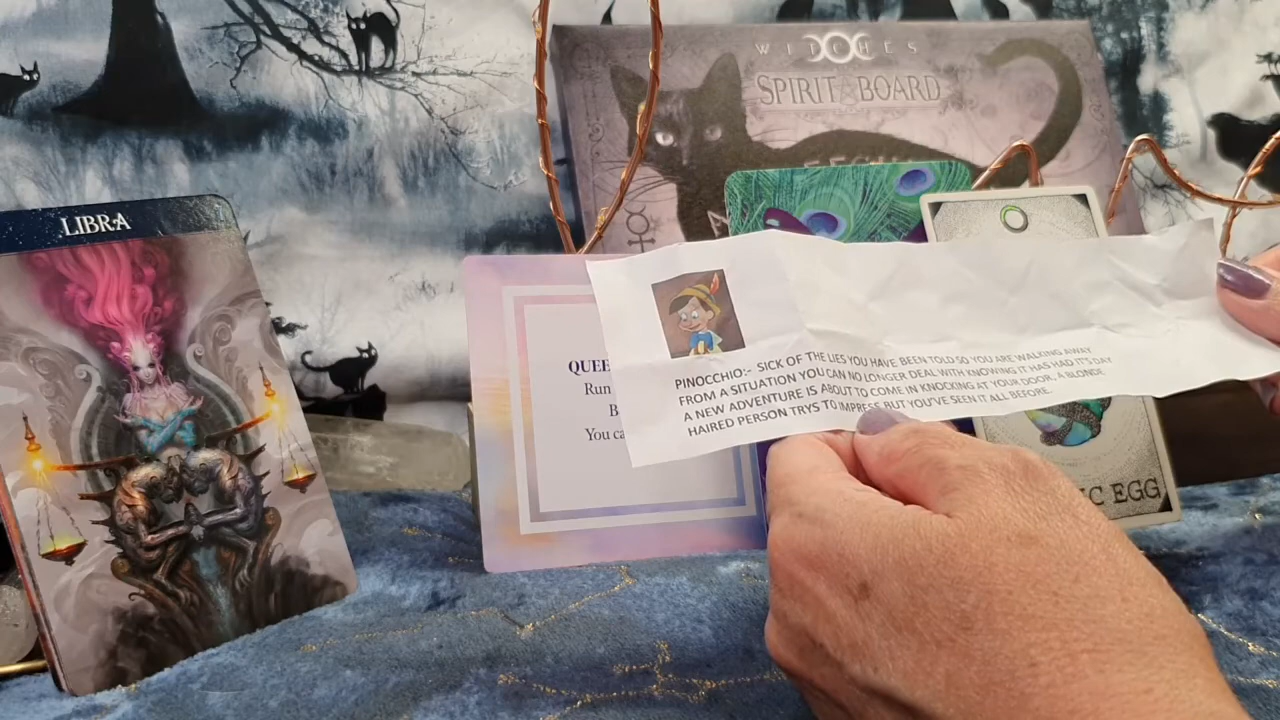 WITCHES
SPIRIT BOARD
LIBRA
QUEE
Run
B
You ca
PINOCCHIO:- SICK OF THE LIES YOU HAVE BEEN TOLD SO YOU ARE WALKING AWAY
FROM A SITUATION YOU CAN NO LONGER DEAL WITH KNOWING IT HAS HAD IT'S DAY
A NEW ADVENTURE IS ABOUT TO COME IN KNOCKING AT YOUR DOOR. A BLONDE
HAIRED PERSON TRYS TO IMPRESS BUT YOU'VE SEEN IT ALL BEFORE.
IC EGG